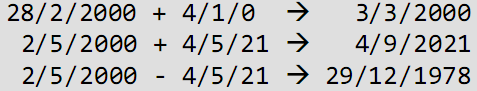 28/2/2000 + 4/1/0 → 3/3/2000
2/5/2000 + 4/5/21 → 4/9/2021
2/5/2000 - 4/5/21 → 29/12/1978